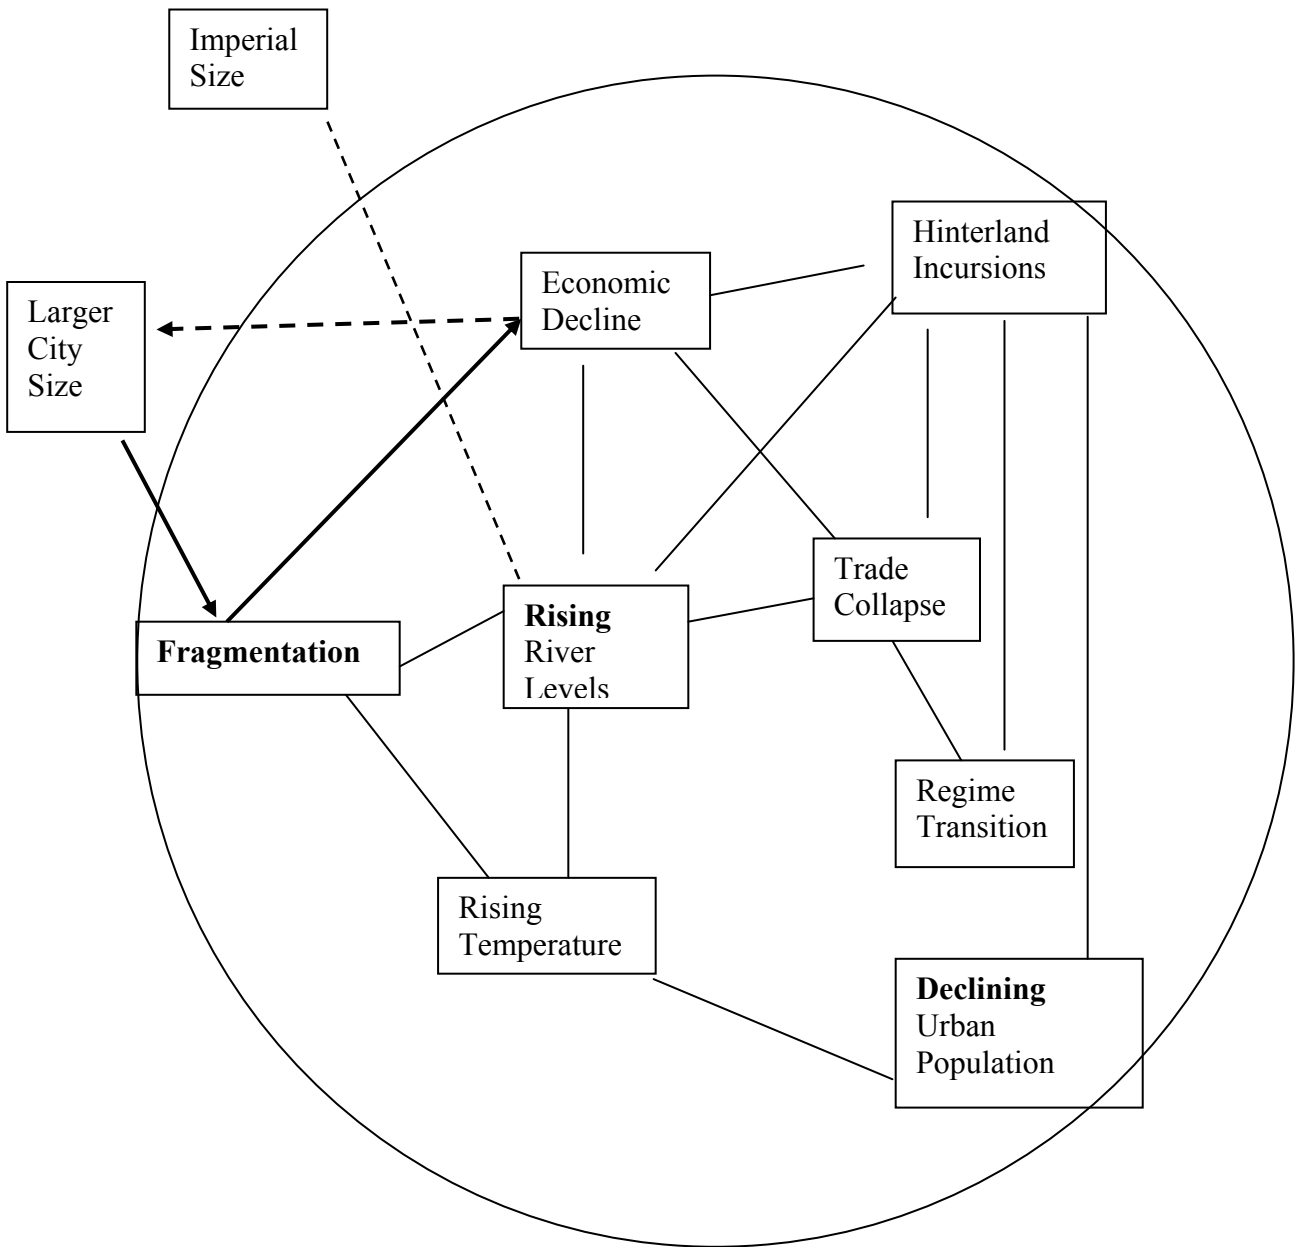 Imperial
Size
Hinterland
Incursions
Economic
Decline
Larger
City
Size
Trade
Collapse
Rising
River
Levels
Fragmentation
Regime
Transition
Rising
Temperature
Declining
Urban
Population